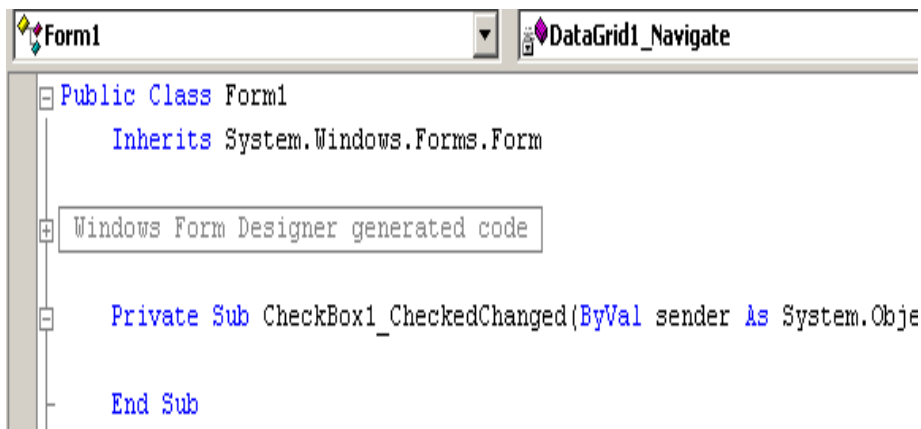 Form1
DataGrid1_Navigate
Public Class Form1
Inherits System.Windows.Forms.Form
Windows Form Designer generated code
Private Sub CheckBox1_CheckedChanged(ByVal sender As System.Obje
End Sub